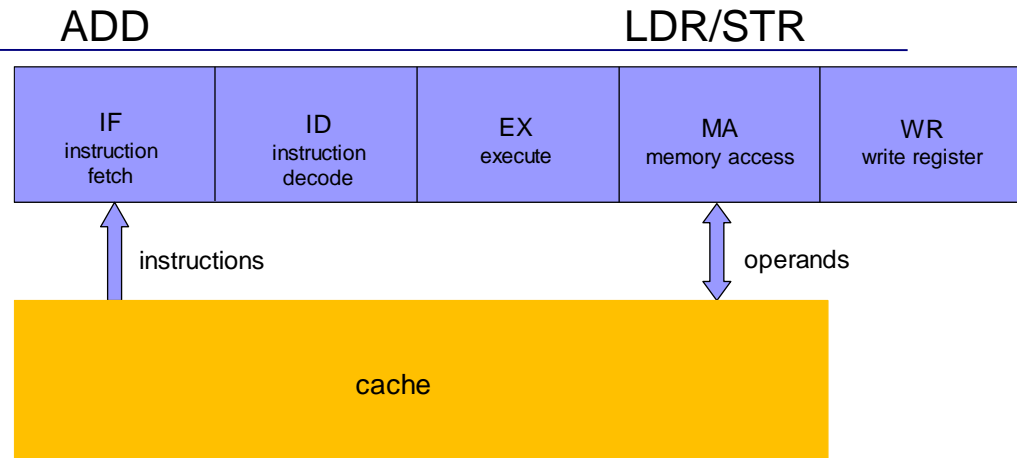 ADD
LDR/STR
IF
instruction
fetch
ID
instruction
decode
EX
execute
MA
memory access
WR
write register
instructions
operands
cache